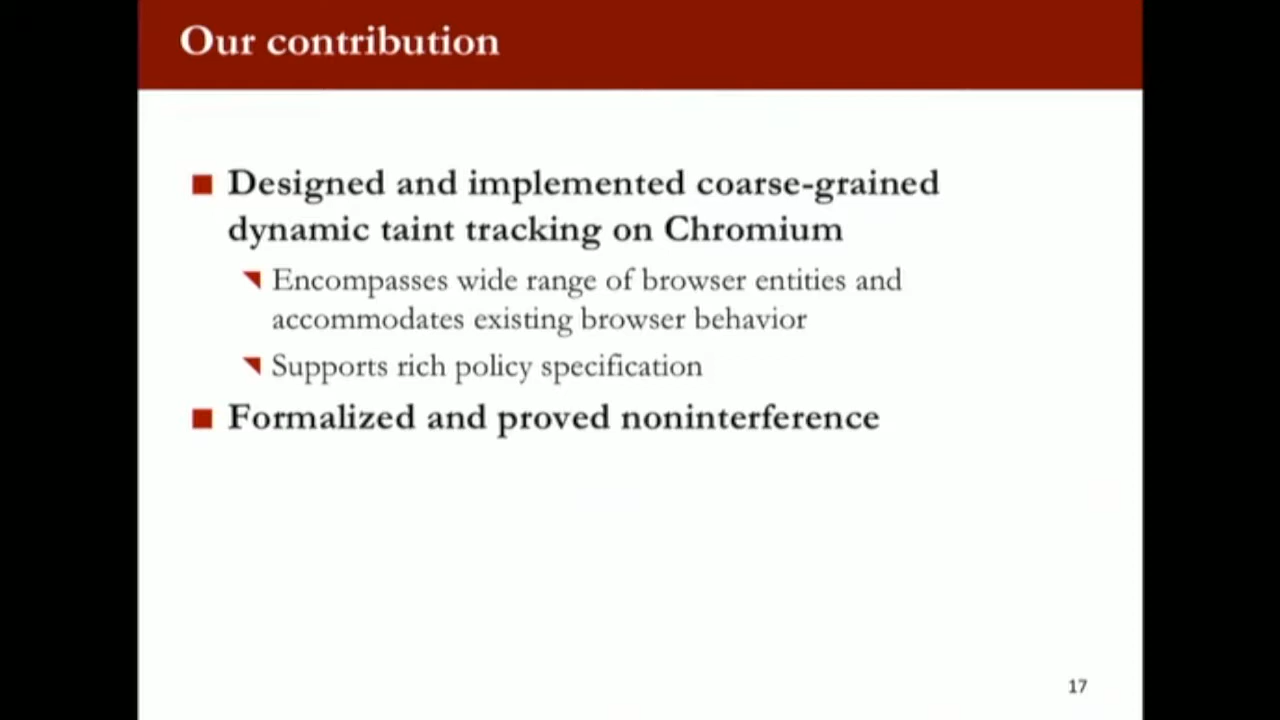 Our contribution
Designed and implemented coarse-grained
dynamic taint tracking on Chromium
Encompasses wide range of browser entities and
accommodates existing browser behavior
Supports rich policy specification
Formalized and proved noninterference
17